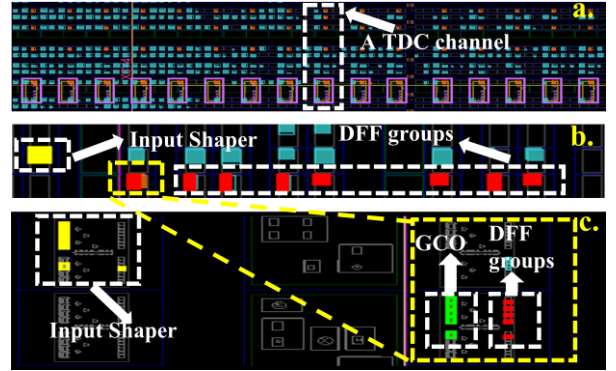 a.
A TDC channel
b.
Input Shaper
DFF groups
c.
GCO
DFF
groups
Input Shaper